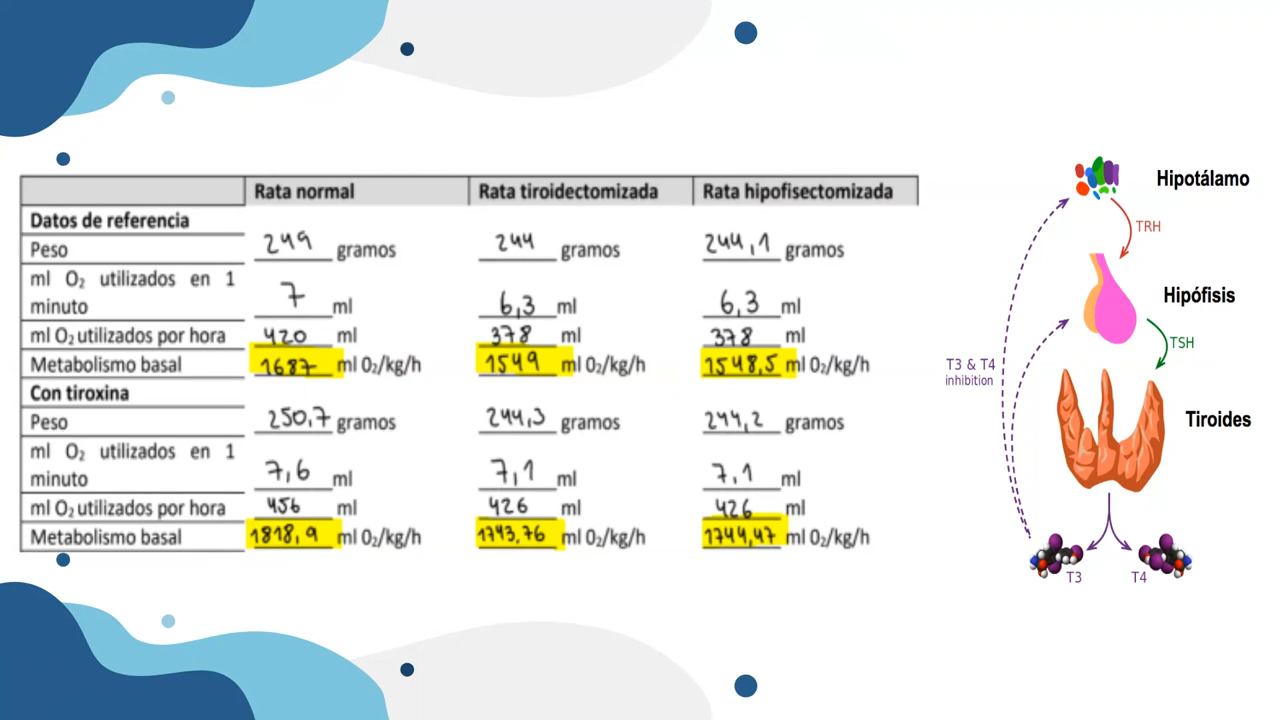 Rata normal Rata tiroidectomizada Rata hipofisectomizada
Datos de referencia
Peso 249 gramos 244 gramos 244,1 gramos
ml O2 utilizados en 1
minuto 7 ml 6,3 ml 6,3 ml
ml O2 utilizados por hora 420 ml 378 ml 378 ml
Metabolismo basal 1687 ml O2/kg/h 1549 ml O2/kg/h 1548,5 ml O2/kg/h
Con tiroxina
Peso 250,7 gramos 244,3 gramos 244,2 gramos
ml O2 utilizados en 1
minuto 7,6 ml 7,1 ml 7,1 ml
ml O2 utilizados por hora 456 ml 426 ml 426 ml
Metabolismo basal 1818,9 ml O2/kg/h 1743,76 ml O2/kg/h 1744,47 ml O2/kg/h
Hipotálamo
TRH
Hipófisis
TSH
T3 & T4
inhibition
Tiroides
T3 T4